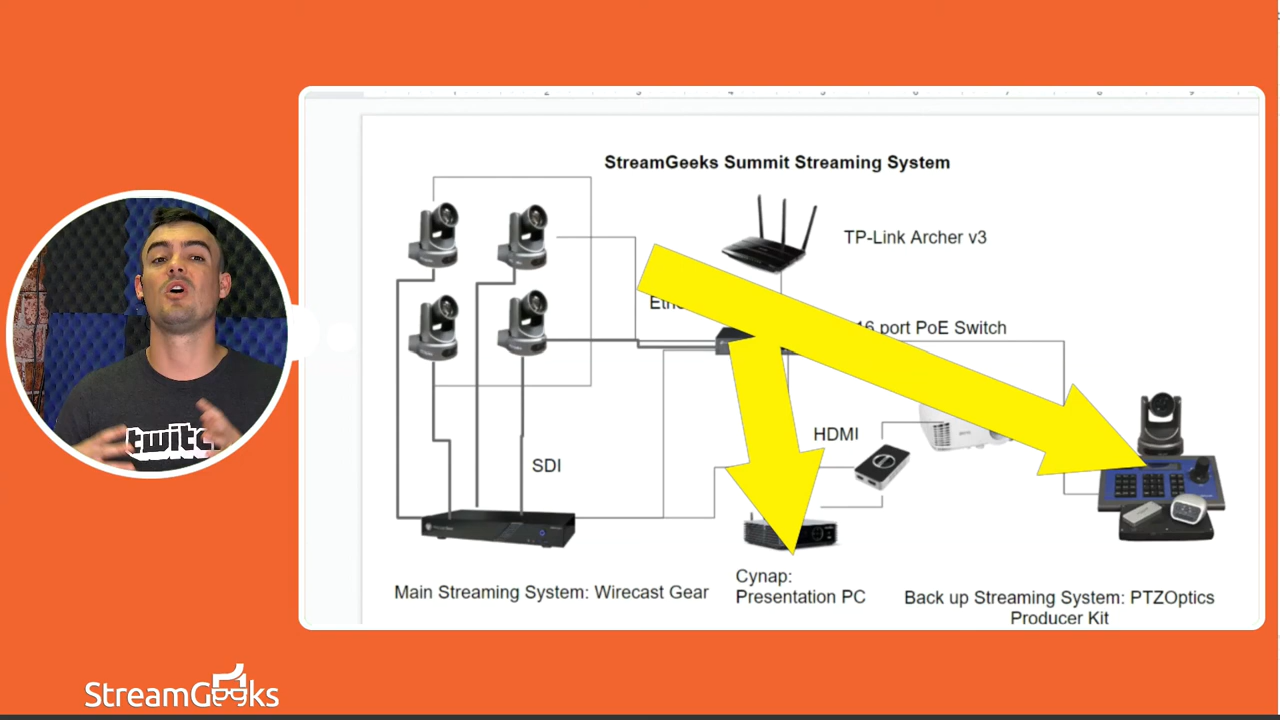 StreamGeeks Summit Streaming System
TP-Link Archer v3
16 port PoE Switch
HDMI
SDI
twitc
Main Streaming System: Wirecast Gear
Cynap:
Presentation PC
Back up Streaming System: PTZOptics
Producer Kit
StreamGeeks